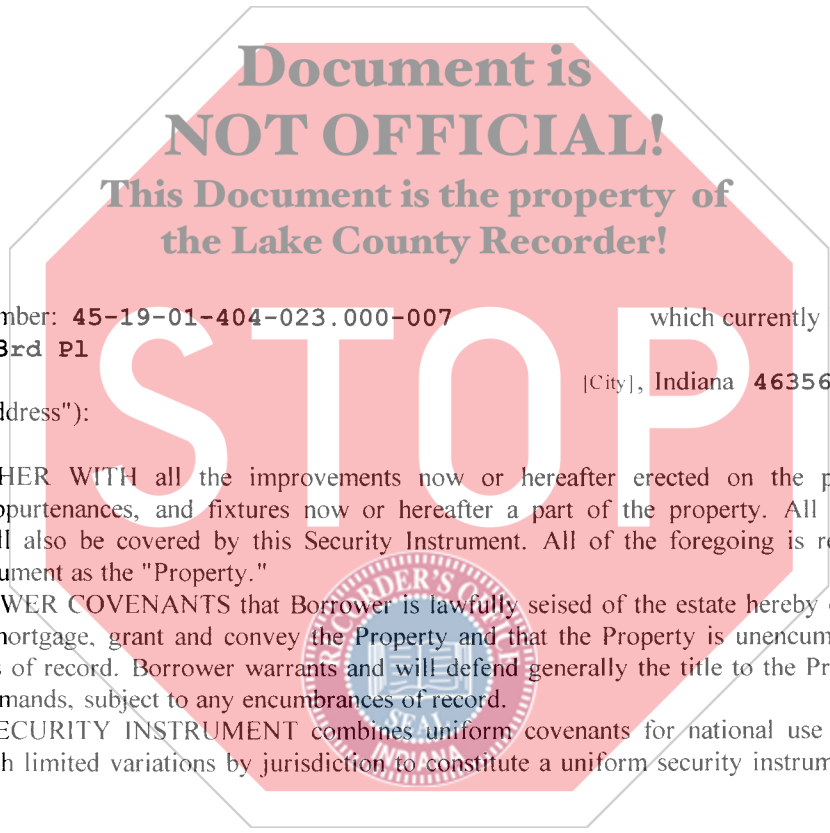 Document is
NOT OFFICIAL!
This Document is the property of
the Lake County Recorder!
STOP
mber: 45-19-01-404-023.000-007 which currently
3rd Pl
[City], Indiana 46356
ddress"):
HER WITH all the improvements now or hereafter erected on the p
ppurtenances, and fixtures now or hereafter a part of the property. All
ll also be covered by this Security Instrument. All of the foregoing is re
ument as the "Property."
WER COVENANTS that Borrower is lawfully seised of the estate hereby
mortgage, grant and convey the Property and that the Property is unencum
s of record. Borrower warrants and will defend generally the title to the Pr
mands, subject to any encumbrances of record.
ECURITY INSTRUMENT combines uniform covenants for national use
h limited variations by jurisdiction to constitute a uniform security instrum
RECORDER'S OFFICE
SEAL
INDIANA